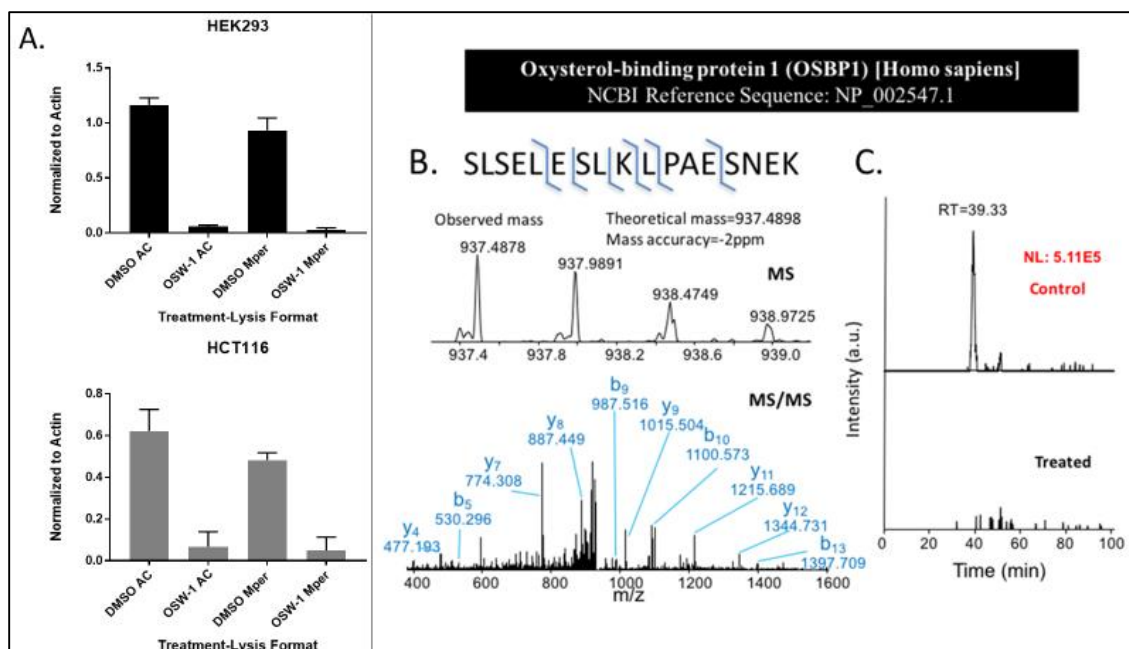 A.
HEK293
Normalized to Actin
1.5
1.0
0.5
0.0
DMSO AC
OSW-1 AC
DMSO Mper
OSW-1 Mper
Treatment-Lysis Format
HCT116
Normalized to Actin
0.8
0.6
0.4
0.2
0.0
DMSO AC
OSW-1 AC
DMSO Mper
OSW-1 Mper
Treatment-Lysis Format
Oxysterol-binding protein 1 (OSBP1) [Homo sapiens]
NCBI Reference Sequence: NP_002547.1
B.
SLSELESLKLPAESNEK
Observed mass
Theoretical mass=937.4898
Mass accuracy=-2ppm
937.4878
937.9891
MS
938.4749
938.9725
937.4 937.8 938.2 938.6 939.0
MS/MS
y4
477.193
b5
530.296
y7
774.308
y8
887.449
b9
987.516
y9
1015.504
b10
1100.573
y11
1215.689
y12
1344.731
b13
1397.709
400 600 800 1000 1200 1400 1600
m/z
C.
RT=39.33
NL: 5.11E5
Control
Intensity (a.u.)
Treated
0 20 40 60 80 100
Time (min)